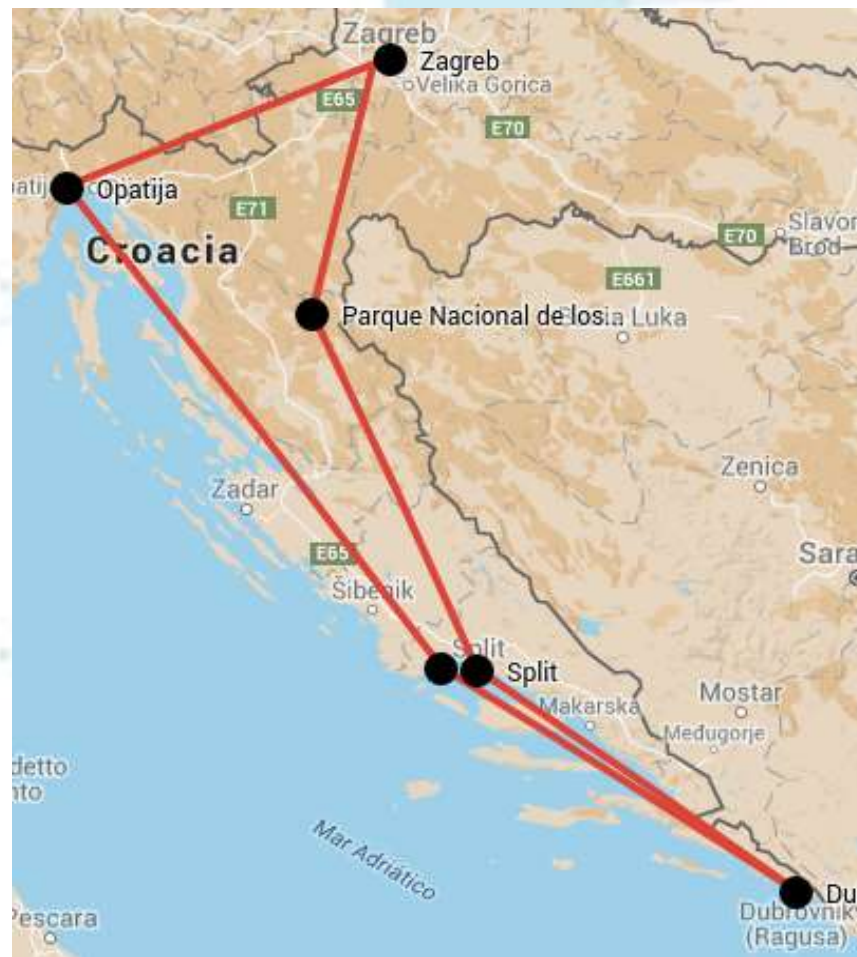 Zagreb
Zagreb
Velika Gorica
E65
E70
Opatija
E71
Croacia
E70
Slavon
Brod
E661
Parque Nacional de los...
Luka
Zadar
Zenica
E65
Sara
Šibenik
Split
Split
Makarska
Mostar
Međugorje
detto
nto
Mar Adriático
Du
Dubrovnik
(Ragusa)
Pescara